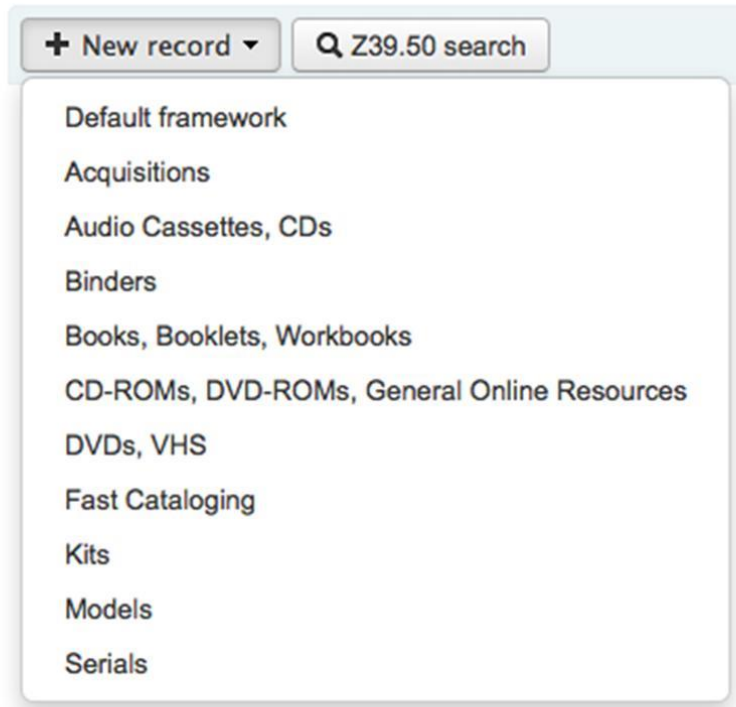 New record
Z39.50 search
Default framework
Acquisitions
Audio Cassettes, CDs
Binders
Books, Booklets, Workbooks
CD-ROMs, DVD-ROMs, General Online Resources
DVDs, VHS
Fast Cataloging
Kits
Models
Serials